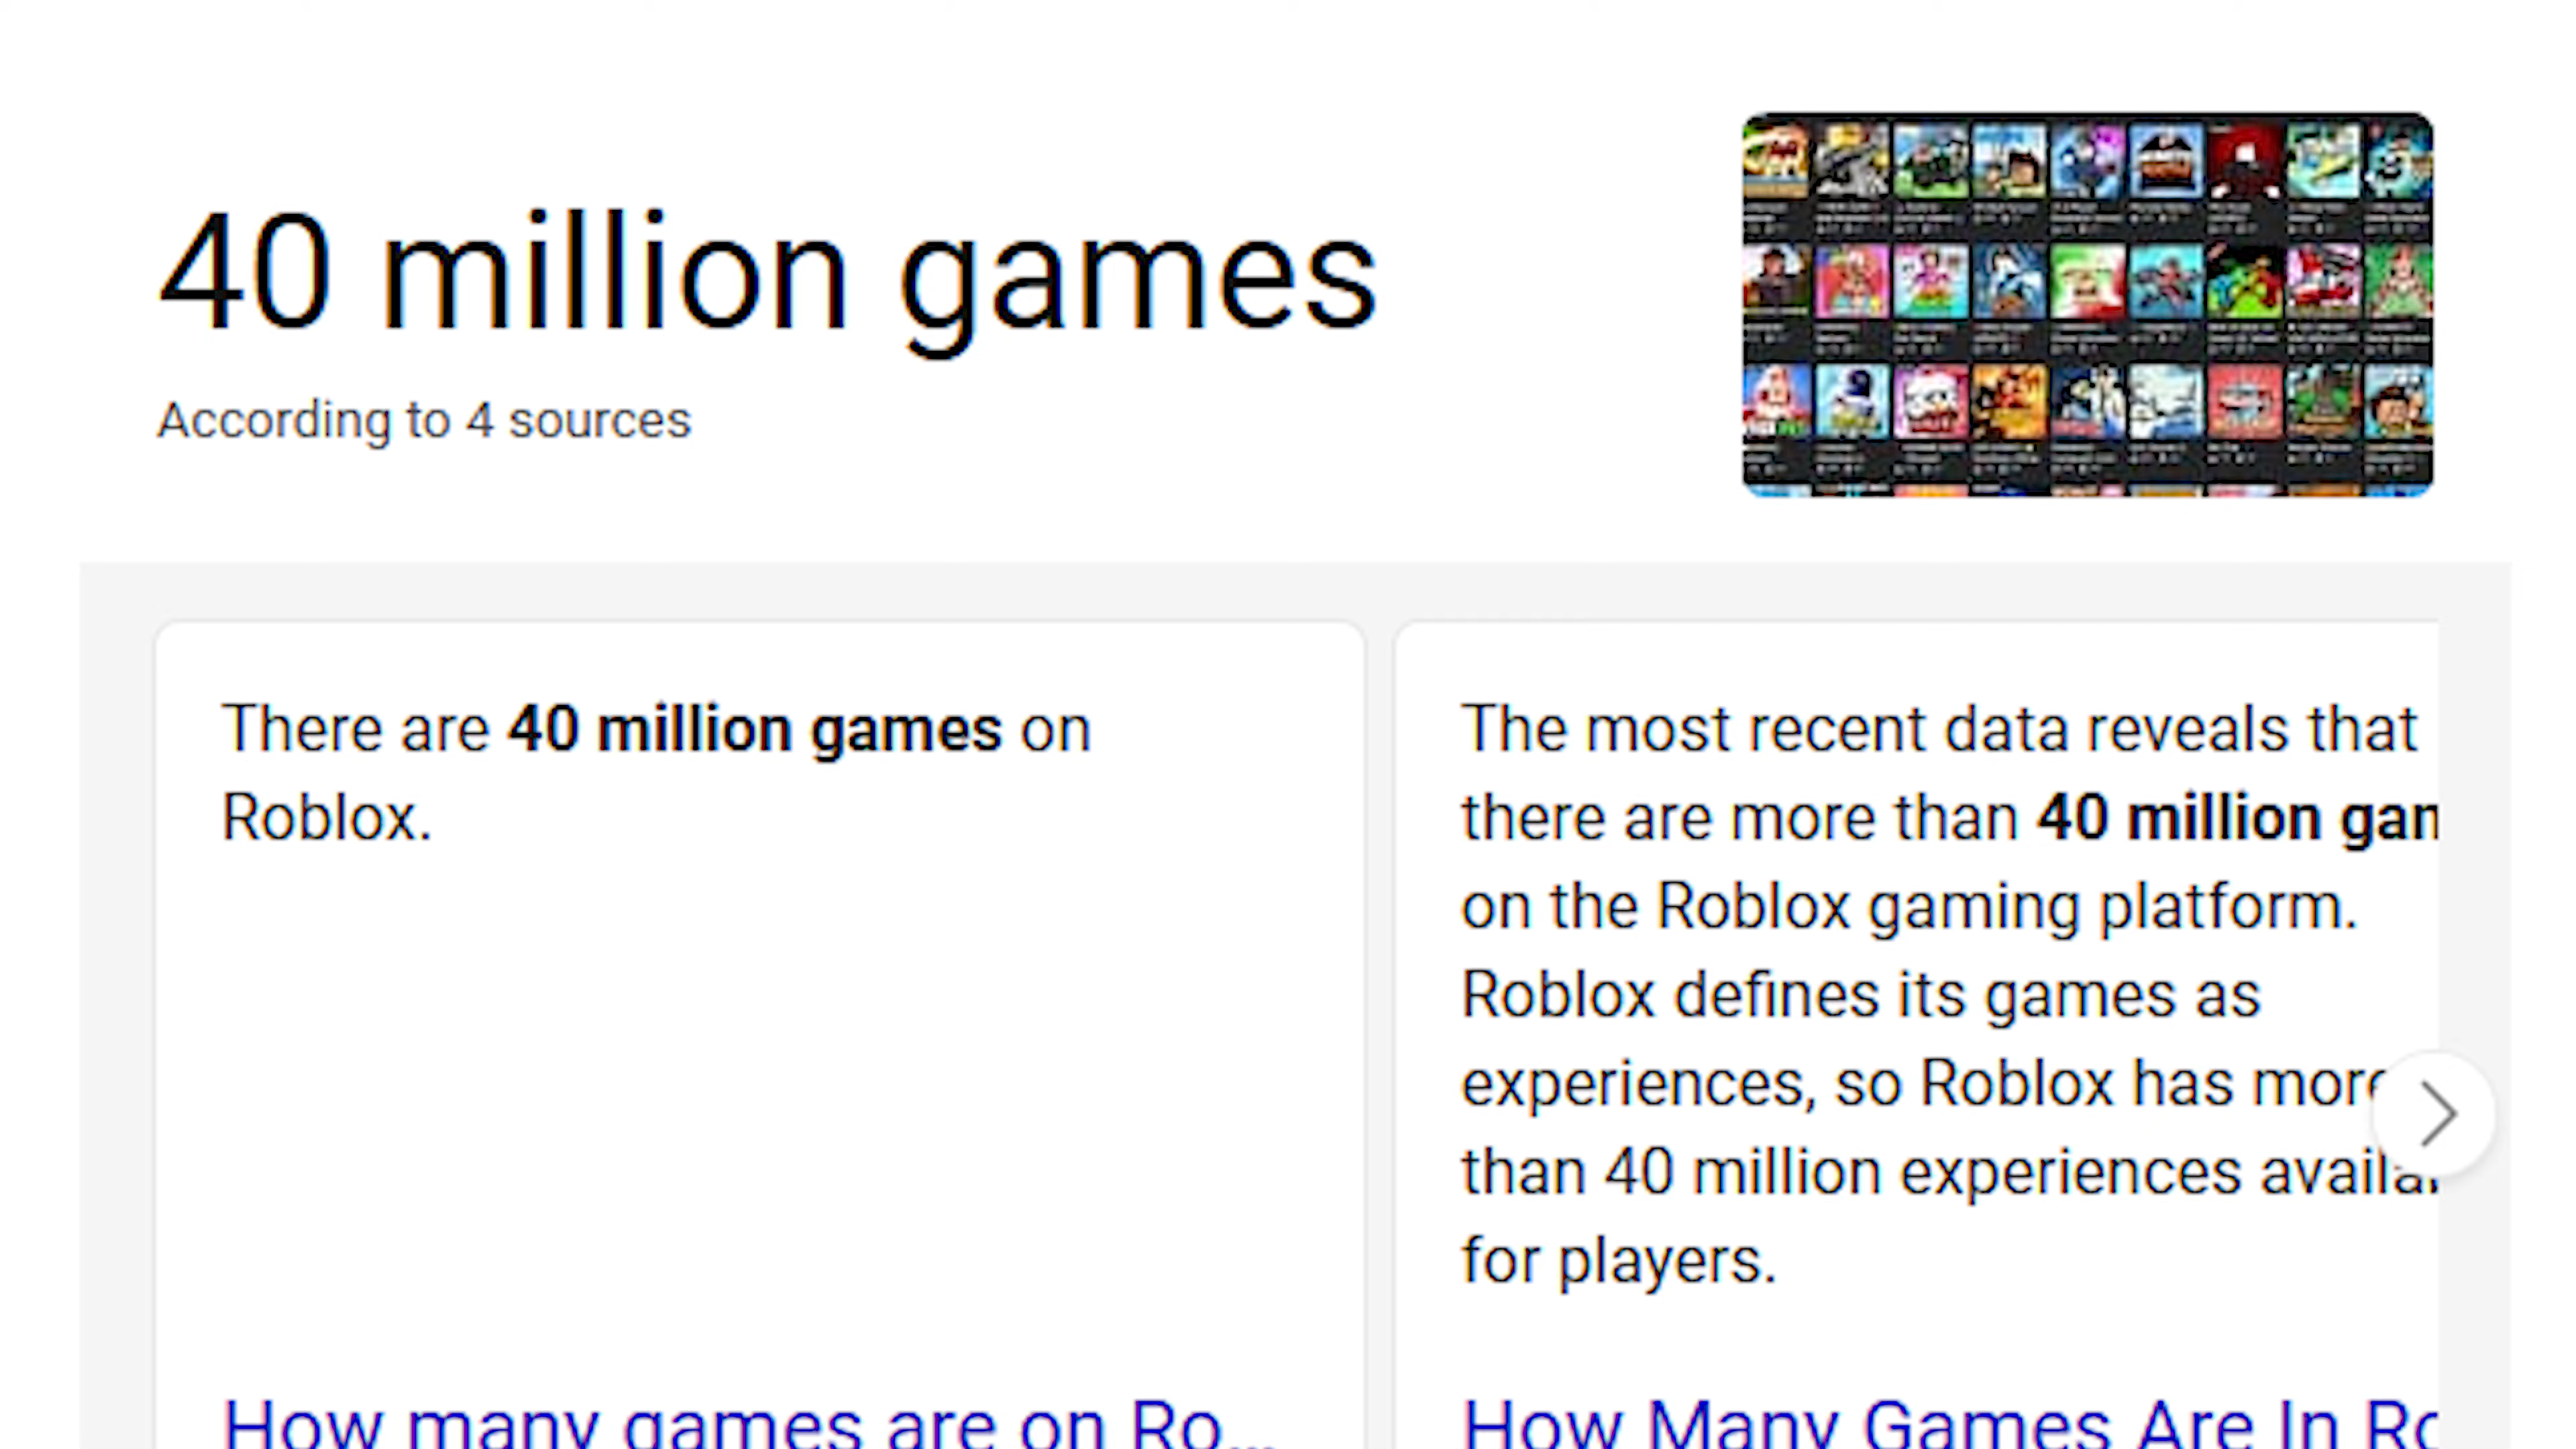 40 million games
According to 4 sources
There are 40 million games on
Roblox.
How many games are on Ro...
The most recent data reveals that
there are more than 40 million
on the Roblox gaming platform.
Roblox defines its games as
experiences, so Roblox has more
than 40 million experiences
for players.
How Many Games Are In